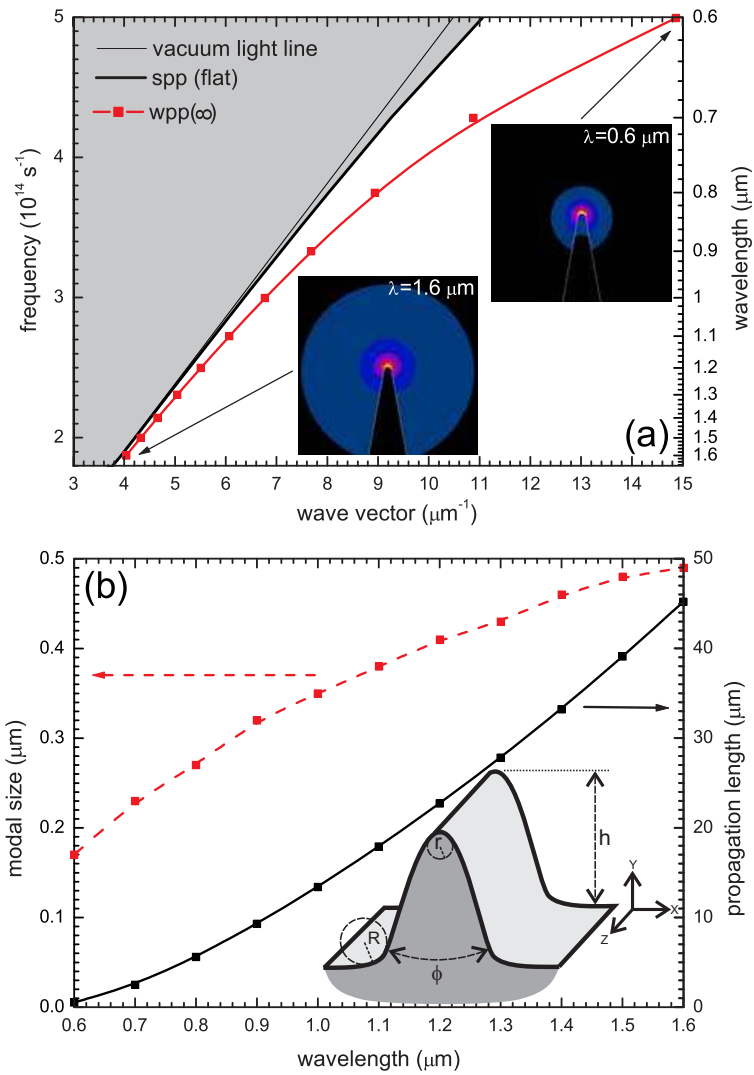 5
4
3
2
frequency (10¹⁴ s⁻¹)
vacuum light line
spp (flat)
wpp(∞)
λ=0.6 μm
λ=1.6 μm
(a)
0.6
0.7
0.8
0.9
1
1.1
1.2
1.3
1.4
1.5
1.6
wavelength (μm)
3 4 5 6 7 8 9 10 11 12 13 14 15
wave vector (μm⁻¹)
(b)
0.5
0.4
0.3
0.2
0.1
0.0
modal size (μm)
50
40
30
20
10
0
propagation length (μm)
r
h
R
ϕ
Y
X
Z
0.6 0.7 0.8 0.9 1.0 1.1 1.2 1.3 1.4 1.5 1.6
wavelength (μm)